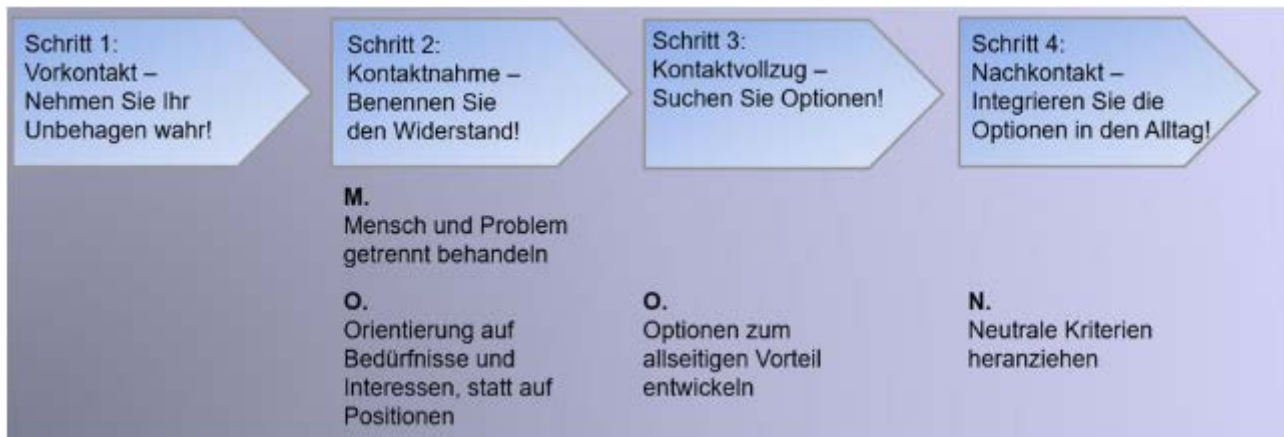 Schritt 1:
Vorkontakt –
Nehmen Sie Ihr
Unbehagen wahr!
Schritt 2:
Kontaktnahme –
Benennen Sie
den Widerstand!
Schritt 3:
Kontaktvollzug –
Suchen Sie Optionen!
Schritt 4:
Nachkontakt –
Integrieren Sie die
Optionen in den Alltag!
M.
Mensch und Problem
getrennt behandeln
O.
Orientierung auf
Bedürfnisse und
Interessen, statt auf
Positionen
O.
Optionen zum
allseitigen Vorteil
entwickeln
N.
Neutrale Kriterien
heranziehen